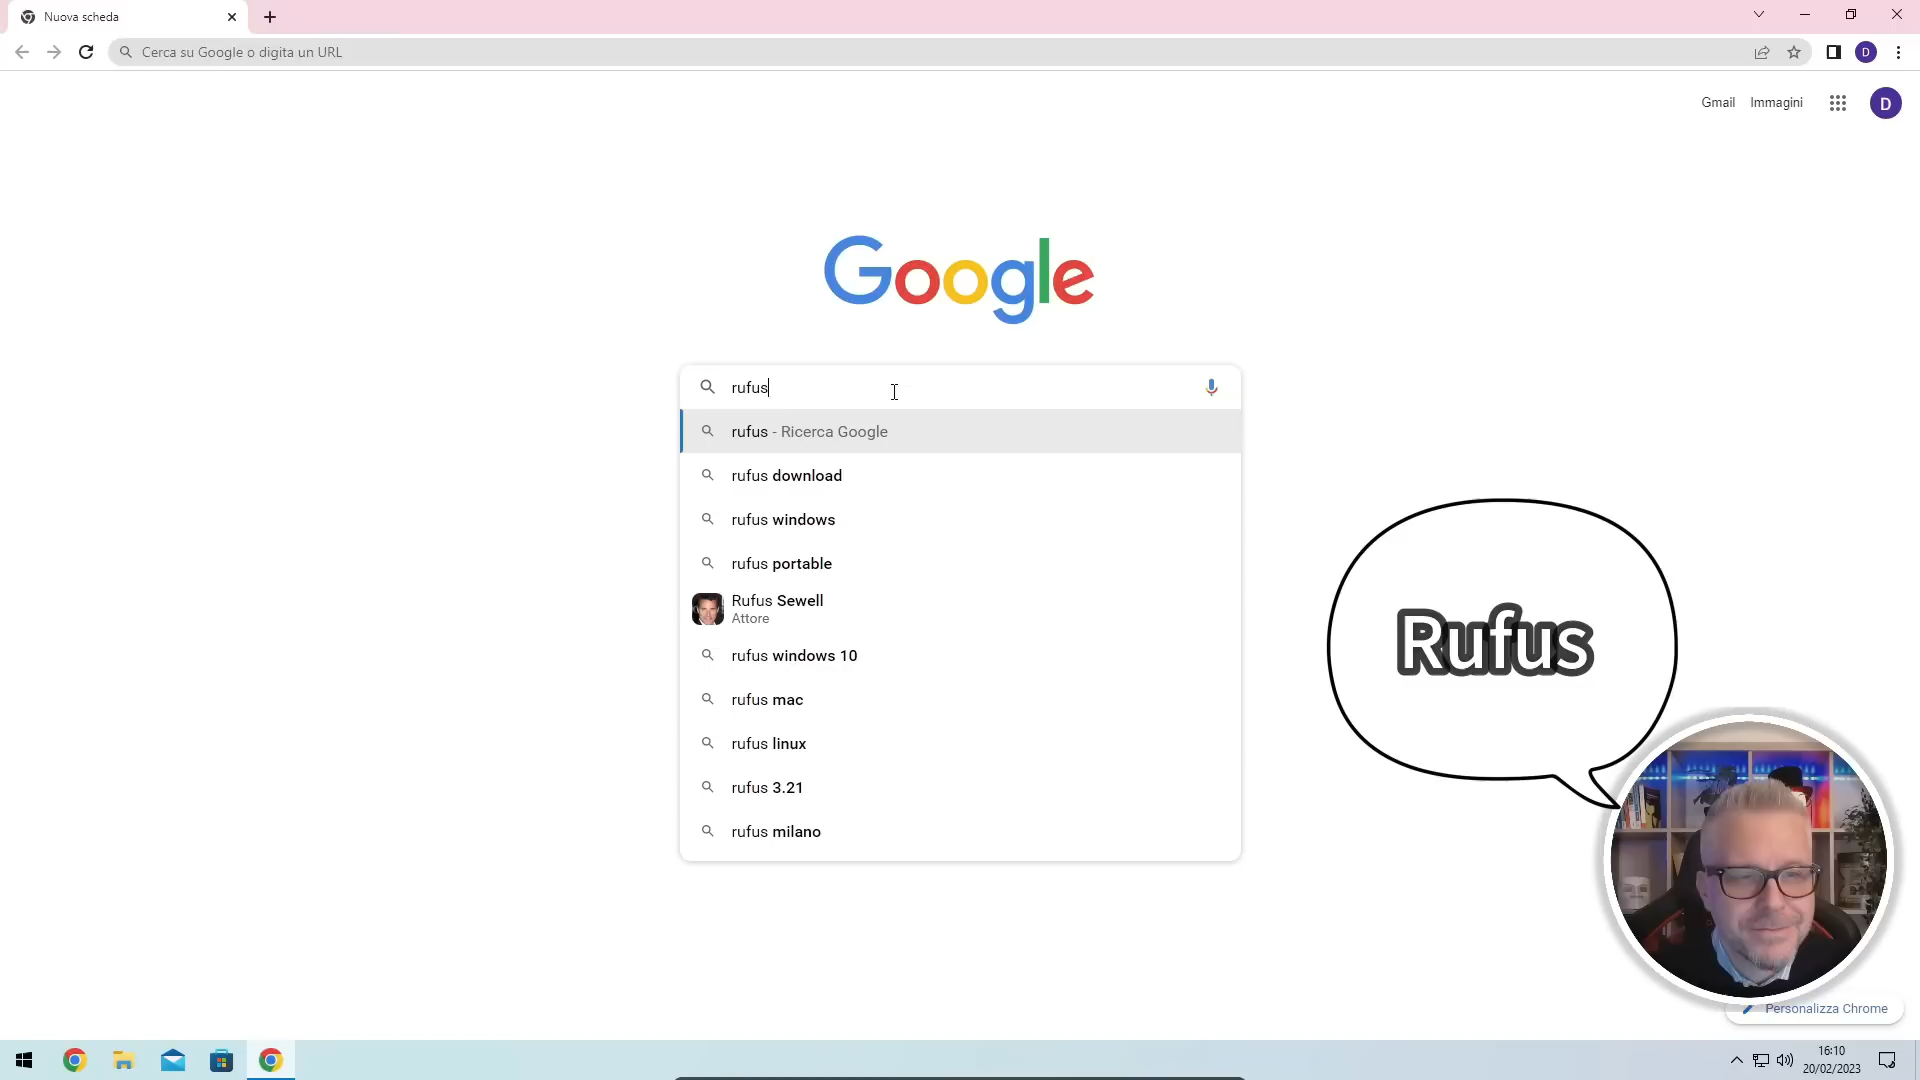 Nuova scheda
Cerca su Google o digita un URL
D
Gmail Immagini
D
Google
rufus
rufus - Ricerca Google
rufus download
rufus windows
rufus portable
Rufus Sewell
Attore
rufus windows 10
rufus mac
rufus linux
rufus 3.21
rufus milano
Rufus
Personalizza Chrome
16:10
20/02/2023